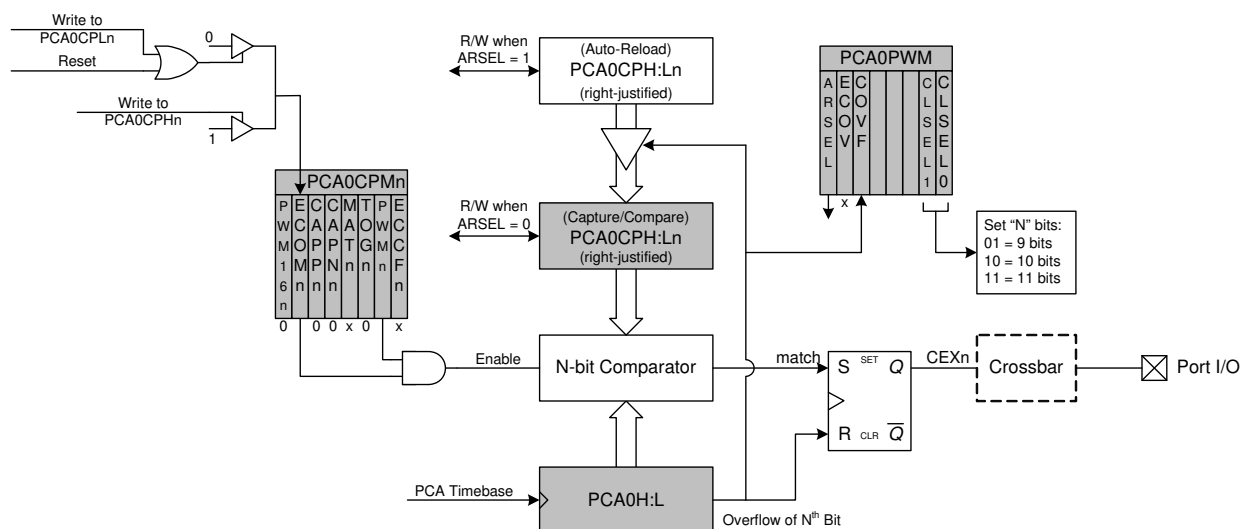 Write to
PCA0CPLn
Reset
0
Write to
PCA0CPHn
1
R/W when
ARSEL = 1
(Auto-Reload)
PCA0CPH:Ln
(right-justified)
PCA0PWM
ARSEL
ECOV
COVF
CLSEL1
CLSEL0
x
Set “N” bits:
01 = 9 bits
10 = 10 bits
11 = 11 bits
PCA0CPMn
PWM16n
ECOMn
CAPPn
CAPNn
MATn
TOGn
PWMn
ECCFn
0 0 0 x 0 x
R/W when
ARSEL = 0
(Capture/Compare)
PCA0CPH:Ln
(right-justified)
Enable
N-bit Comparator
match
S SET Q
R CLR Q
CEXn
Crossbar
Port I/O
PCA Timebase
PCA0H:L
Overflow of Nth Bit